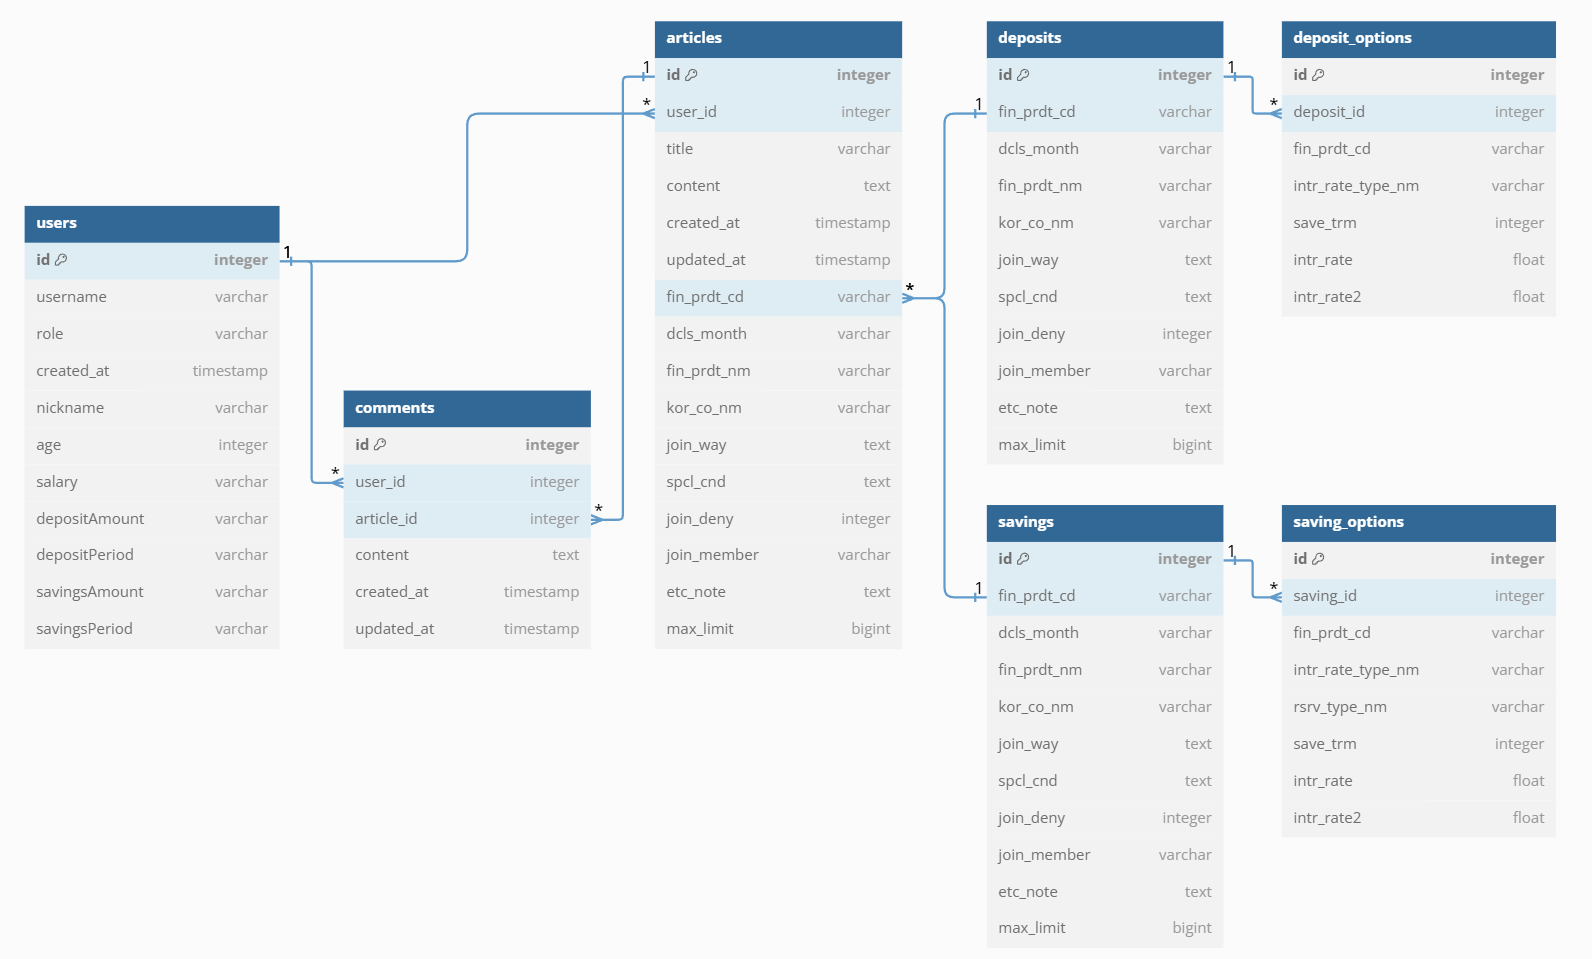 users
id integer
username varchar
role varchar
created_at timestamp
nickname varchar
age integer
salary varchar
depositAmount varchar
depositPeriod varchar
savingsAmount varchar
savingsPeriod varchar
1
1
*
comments
id integer
user_id integer
article_id integer
content text
created_at timestamp
updated_at timestamp
*
1
*
articles
id integer
user_id integer
title varchar
content text
created_at timestamp
updated_at timestamp
fin_prdt_cd varchar
dcls_month varchar
fin_prdt_nm varchar
kor_co_nm varchar
join_way text
spcl_cnd text
join_deny integer
join_member varchar
etc_note text
max_limit bigint
*
1
deposits
id integer
fin_prdt_cd varchar
dcls_month varchar
fin_prdt_nm varchar
kor_co_nm varchar
join_way text
spcl_cnd text
join_deny integer
join_member varchar
etc_note text
max_limit bigint
1
*
deposit_options
id integer
deposit_id integer
fin_prdt_cd varchar
intr_rate_type_nm varchar
save_trm integer
intr_rate float
intr_rate2 float
1
savings
id integer
fin_prdt_cd varchar
dcls_month varchar
fin_prdt_nm varchar
kor_co_nm varchar
join_way text
spcl_cnd text
join_deny integer
join_member varchar
etc_note text
max_limit bigint
1
*
saving_options
id integer
saving_id integer
fin_prdt_cd varchar
intr_rate_type_nm varchar
rsrv_type_nm varchar
save_trm integer
intr_rate float
intr_rate2 float